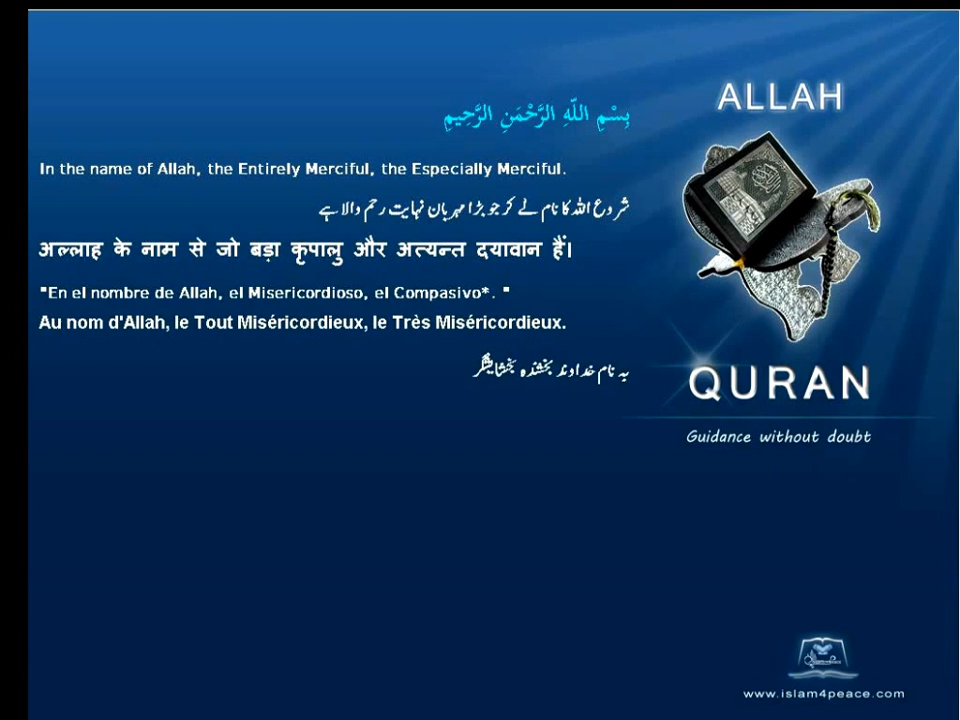 بِسْمِ اللّهِ الرَّحْمَنِ الرَّحِيمِ
In the name of Allah, the Entirely Merciful, the Especially Merciful.
شروع الله کا نام لے کر جو بڑا مہربان نہایت رحم والا ہے
अल्लाह के नाम से जो बड़ा कृपालु और अत्यन्त दयावान हैं।
"En el nombre de Allah, el Misericordioso, el Compasivo*. "
Au nom d'Allah, le Tout Miséricordieux, le Très Miséricordieux.
به نام خداوند بخشنده بخشایشگر
ALLAH
QURAN
Guidance without doubt
www.islam4peace.com